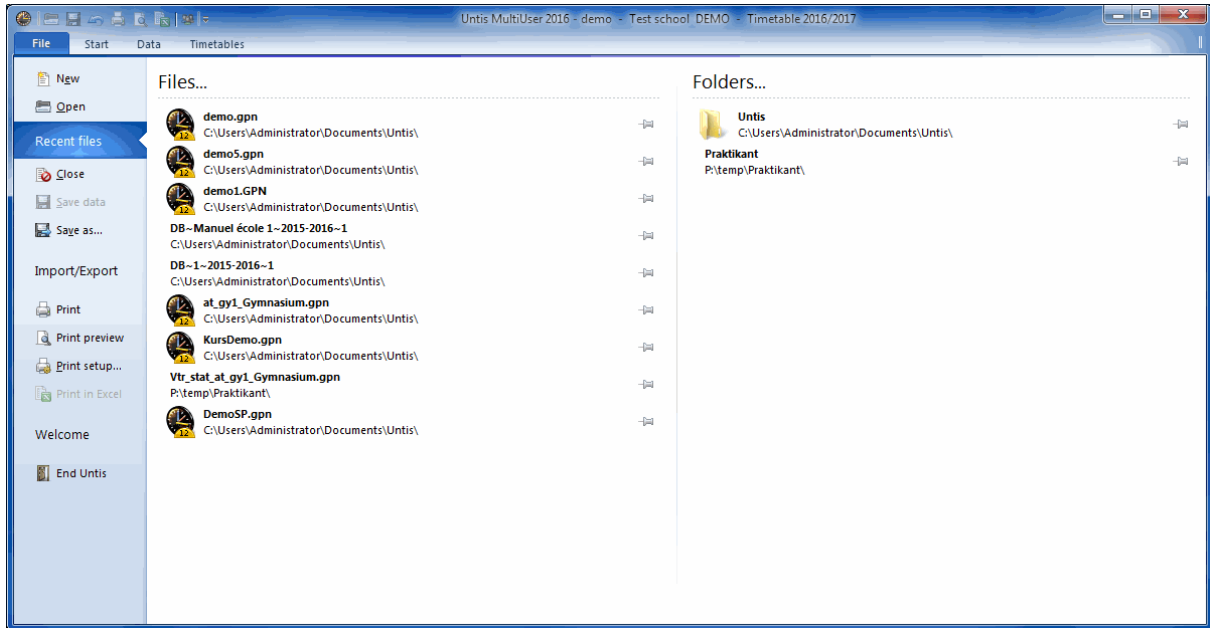 Untis MultiUser 2016 - demo - Test school DEMO - Timetable 2016/2017
File Start Data Timetables
New
Open
Recent files
Close
Save data
Save as...
Import/Export
Print
Print preview
Print setup...
Print in Excel
Welcome
End Untis
Files...
demo.gpn
C:\Users\Administrator\Documents\Untis\
demo5.gpn
C:\Users\Administrator\Documents\Untis\
demo1.GPN
C:\Users\Administrator\Documents\Untis\
DB~Manuel école 1~2015-2016~1
C:\Users\Administrator\Documents\Untis\
DB~1~2015-2016~1
C:\Users\Administrator\Documents\Untis\
at_gy1_Gymnasium.gpn
C:\Users\Administrator\Documents\Untis\
KursDemo.gpn
C:\Users\Administrator\Documents\Untis\
Vtr_stat_at_gy1_Gymnasium.gpn
P:\temp\Praktikant\
DemoSP.gpn
C:\Users\Administrator\Documents\Untis\
Folders...
Untis
C:\Users\Administrator\Documents\Untis\
Praktikant
P:\temp\Praktikant\